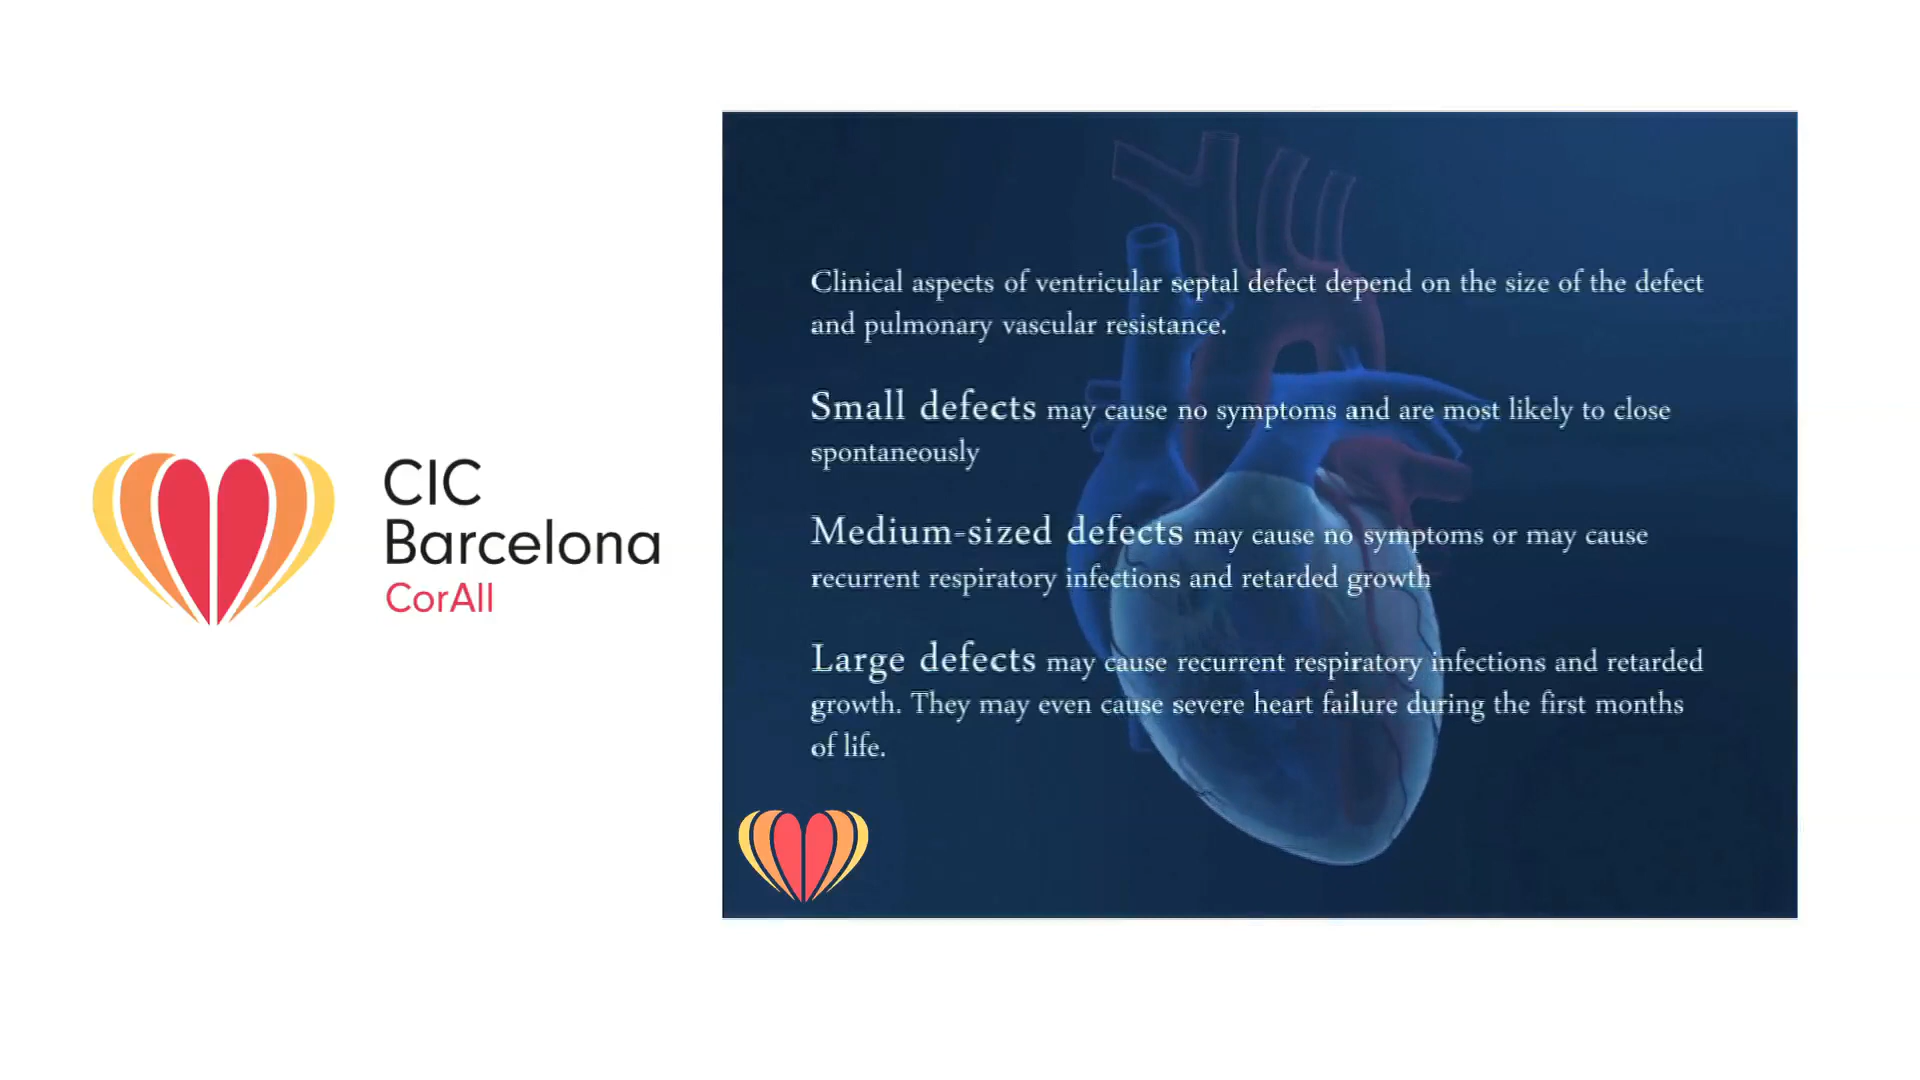 CIC
Barcelona
CorAll
Clinical aspects of ventricular septal defect depend on the size of the defect
and pulmonary vascular resistance.
Small defects may cause no symptoms and are most likely to close
spontaneously
Medium-sized defects may cause no symptoms or may cause
recurrent respiratory infections and retarded growth
Large defects may cause recurrent respiratory infections and retarded
growth. They may even cause severe heart failure during the first months
of life.